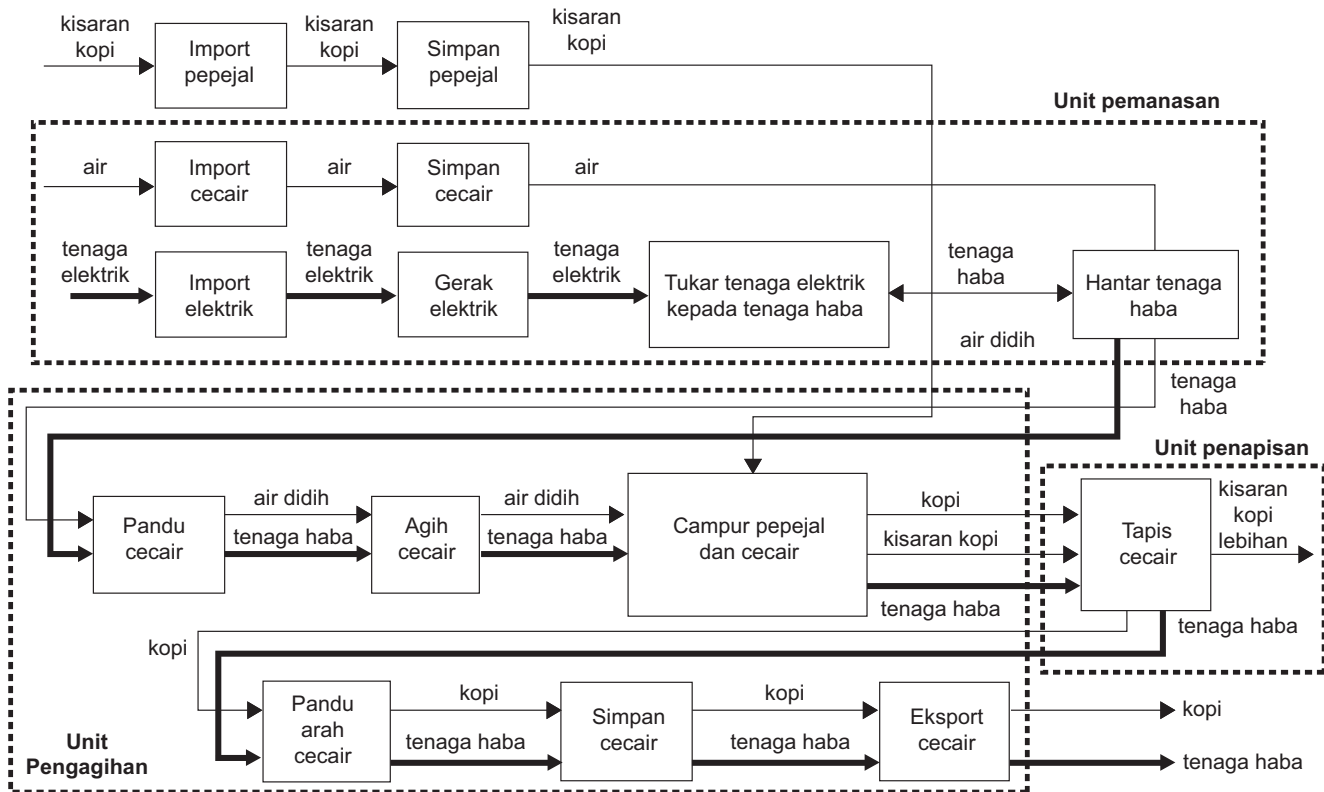 kisaran
kopi
Import
pepejal
kisaran
kopi
Simpan
pepejal
kisaran
kopi
Unit pemanasan
air
Import
cecair
air
Simpan
cecair
air
tenaga
elektrik
Import
elektrik
tenaga
elektrik
Gerak
elektrik
tenaga
elektrik
Tukar tenaga elektrik
kepada tenaga haba
tenaga
haba
Hantar tenaga
haba
air didih
tenaga
haba
Unit penapisan
Pandu
cecair
air didih
tenaga haba
Agih
cecair
air didih
tenaga haba
Campur pepejal
dan cecair
kopi
kisaran kopi
tenaga haba
Tapis
cecair
kisaran
kopi
lebihan
tenaga haba
kopi
Unit
Pengagihan
Pandu
arah
cecair
kopi
tenaga haba
Simpan
cecair
kopi
tenaga haba
Eksport
cecair
kopi
tenaga haba